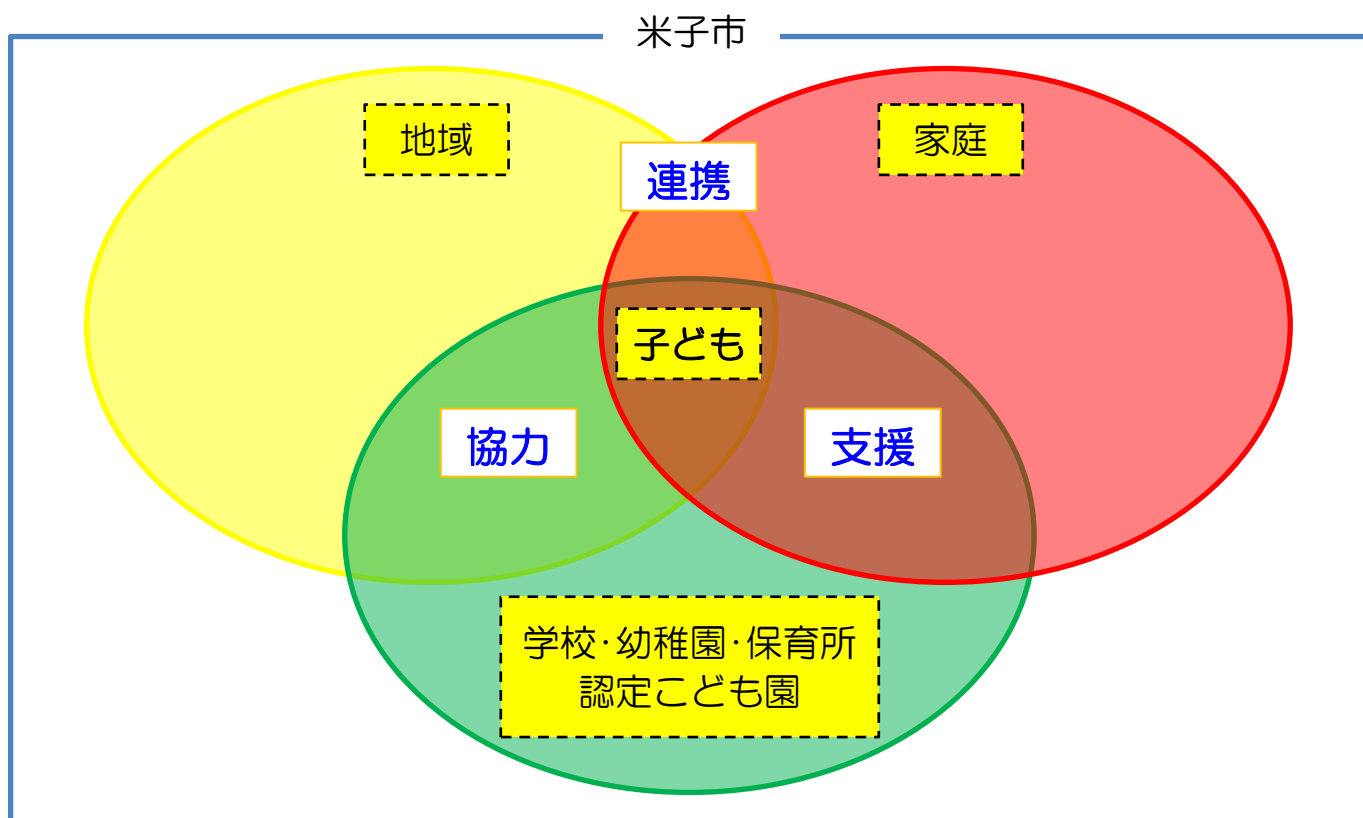 米子市
地域
家庭
連携
子ども
協力
支援
学校･幼稚園･保育所
認定こども園